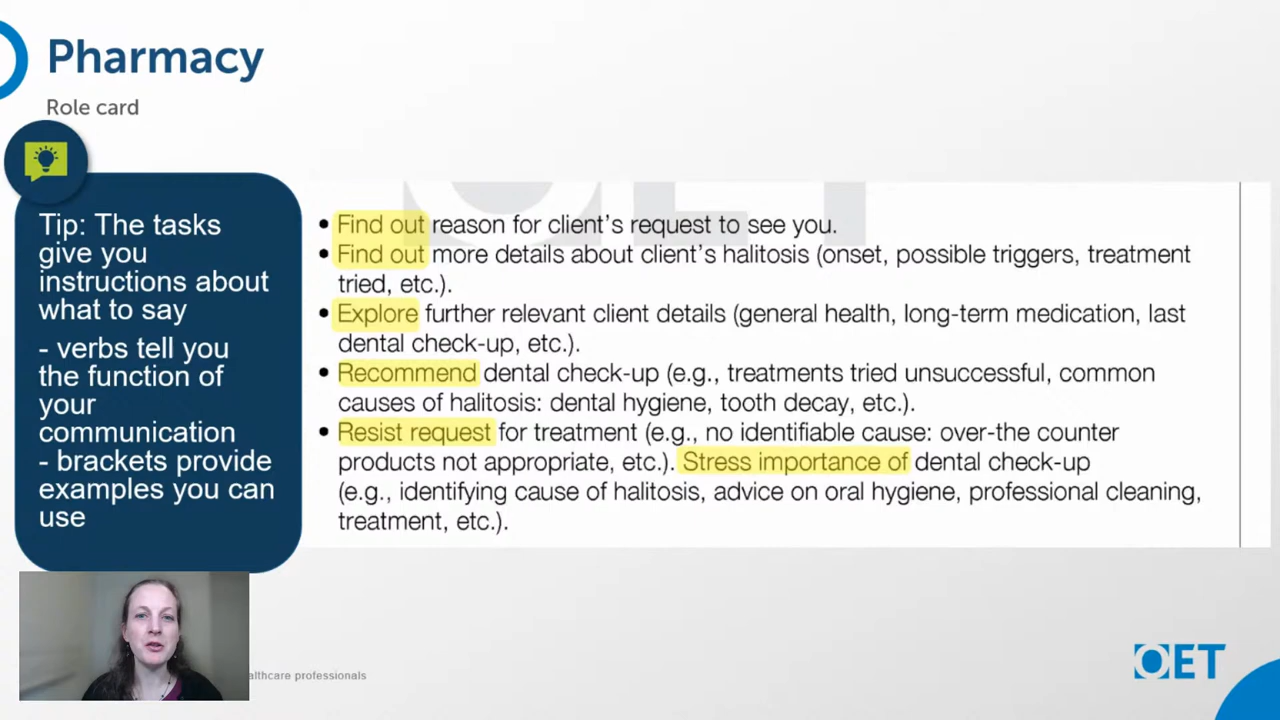 Pharmacy
Role card
Tip: The tasks
give you
instructions about
what to say
- verbs tell you
the function of
your
communication
- brackets provide
examples you can
use
• Find out reason for client's request to see you.
• Find out more details about client's halitosis (onset, possible triggers, treatment
tried, etc.).
• Explore further relevant client details (general health, long-term medication, last
dental check-up, etc.).
• Recommend dental check-up (e.g., treatments tried unsuccessful, common
causes of halitosis: dental hygiene, tooth decay, etc.).
• Resist request for treatment (e.g., no identifiable cause: over-the counter
products not appropriate, etc.). Stress importance of dental check-up
(e.g., identifying cause of halitosis, advice on oral hygiene, professional cleaning,
treatment, etc.).
althcare professionals
OET